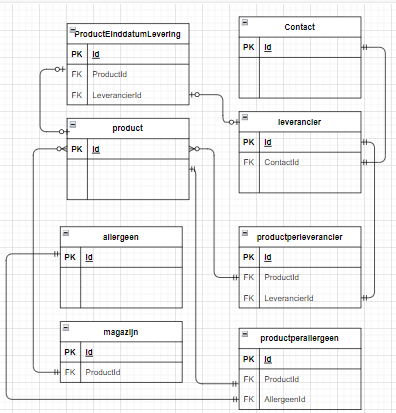 ProductEinddatumLevering
PK Id
FK ProductId
FK LeverancierId
Contact
PK Id
product
PK Id
leverancier
PK Id
FK ContactId
allergeen
PK Id
productperleverancier
PK Id
FK ProductId
FK LeverancierId
magazijn
PK Id
FK ProductId
productperallergeen
PK Id
FK ProductId
FK AllergeenId